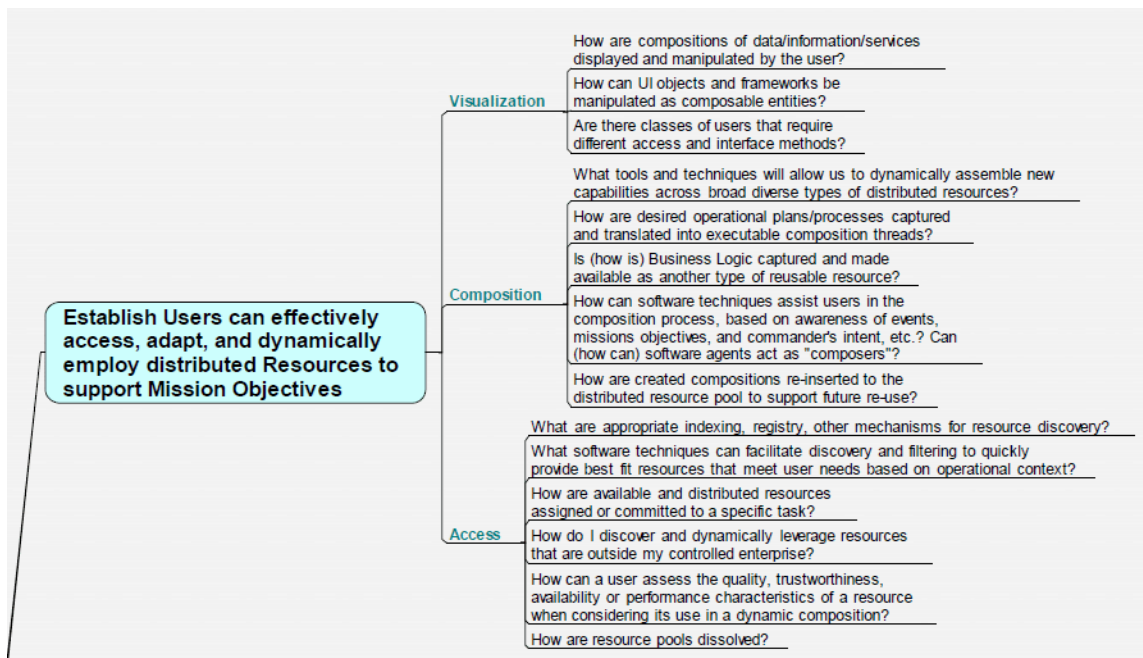 How are compositions of data/information/services
displayed and manipulated by the user?
How can UI objects and frameworks be
manipulated as composable entities?
Visualization
Are there classes of users that require
different access and interface methods?
What tools and techniques will allow us to dynamically assemble new
capabilities across broad diverse types of distributed resources?
How are desired operational plans/processes captured
and translated into executable composition threads?
Is (how is) Business Logic captured and made
available as another type of reusable resource?
Composition
How can software techniques assist users in the
composition process, based on awareness of events,
missions objectives, and commander's intent, etc.? Can
(how can) software agents act as "composers"?
How are created compositions re-inserted to the
distributed resource pool to support future re-use?
Establish Users can effectively
access, adapt, and dynamically
employ distributed Resources to
support Mission Objectives
What are appropriate indexing, registry, other mechanisms for resource discovery?
What software techniques can facilitate discovery and filtering to quickly
provide best fit resources that meet user needs based on operational context?
How are available and distributed resources
assigned or committed to a specific task?
Access
How do I discover and dynamically leverage resources
that are outside my controlled enterprise?
How can a user assess the quality, trustworthiness,
availability or performance characteristics of a resource
when considering its use in a dynamic composition?
How are resource pools dissolved?